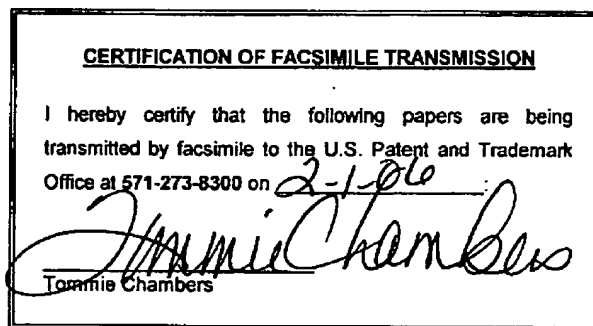 CERTIFICATION OF FACSIMILE TRANSMISSION
I hereby certify that the following papers are being
transmitted by facsimile to the U.S. Patent and Trademark
Office at 571-273-8300 on 2-1-06:
Tommie Chambers
Tommie Chambers